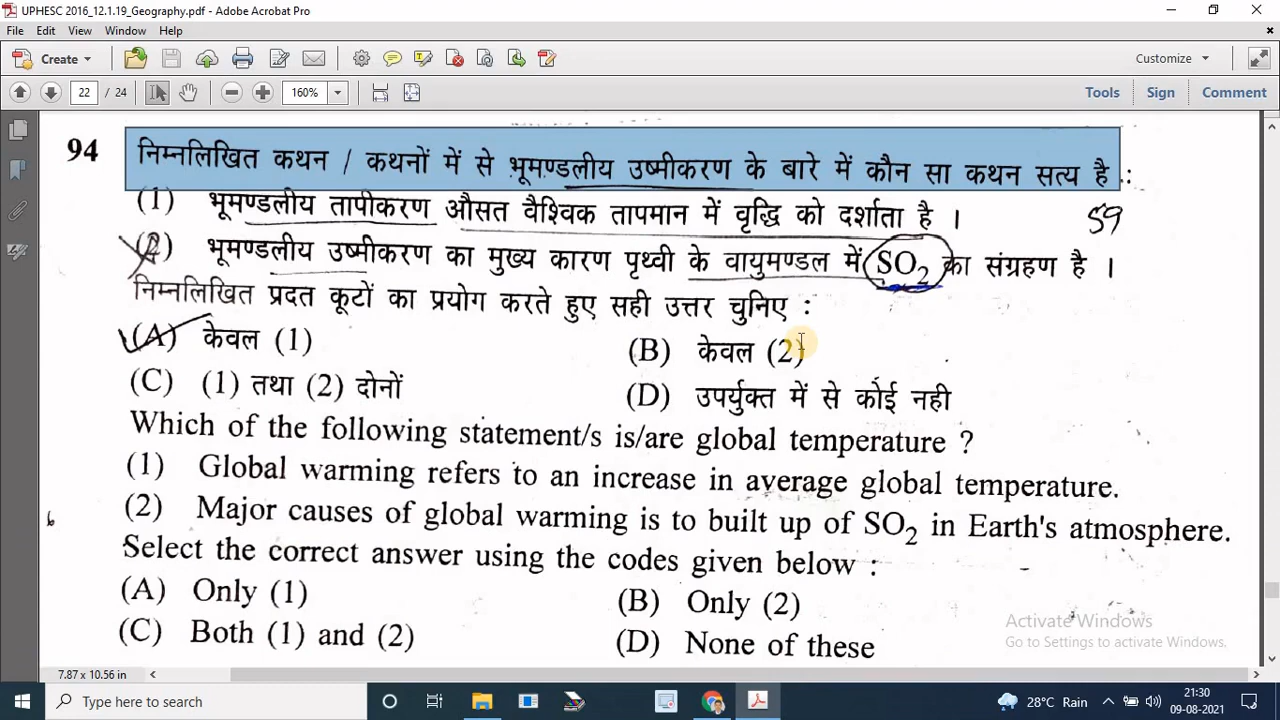 UPHESC 2016_12.1.19_Geography.pdf - Adobe Acrobat Pro
File Edit View Window Help
Create Customize
22 / 24 160% Tools Sign Comment
94 निम्नलिखित कथन / कथनों में से भूमण्डलीय उष्मीकरण के बारे में कौन सा कथन सत्य है :
(1) भूमण्डलीय तापीकरण औसत वैश्विक तापमान में वृद्धि को दर्शाता है । 59
(2) भूमण्डलीय उष्मीकरण का मुख्य कारण पृथ्वी के वायुमण्डल में SO2 का संग्रहण है ।
निम्नलिखित प्रदत कूटों का प्रयोग करते हुए सही उत्तर चुनिए :
(A) केवल (1) (B) केवल (2)
(C) (1) तथा (2) दोनों (D) उपर्युक्त में से कोई नही
Which of the following statement/s is/are global temperature ?
(1) Global warming refers to an increase in average global temperature.
(2) Major causes of global warming is to built up of SO2 in Earth's atmosphere.
Select the correct answer using the codes given below :
(A) Only (1) (B) Only (2)
(C) Both (1) and (2) (D) None of these
Activate Windows
Go to Settings to activate Windows.
7.87 x 10.56 in
Type here to search 28°C Rain 21:30
09-08-2021